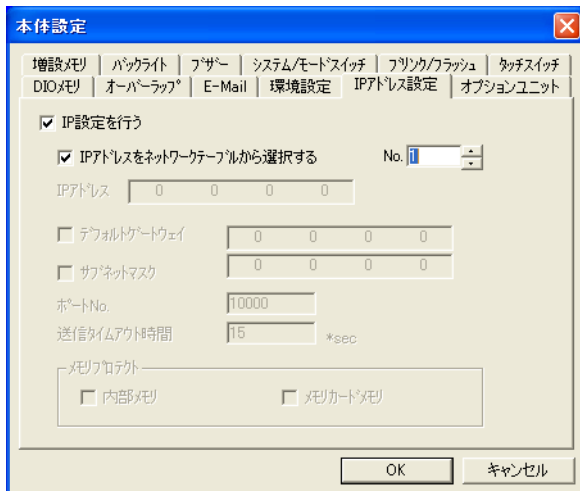 本体設定
増設ﾒﾓﾘ ﾊﾞｯｸﾗｲﾄ ﾌﾞｻﾞｰ ｼｽﾃﾑ/ﾓｰﾄﾞｽｲｯﾁ ﾌﾞﾘﾝｸ/ﾌﾗｯｼｭ ﾀｯﾁｽｲｯﾁ
DIOﾒﾓﾘ ｵｰﾊﾞｰﾗｯﾌﾟ E-Mail 環境設定 IPｱﾄﾞﾚｽ設定 ｵﾌﾟｼｮﾝﾕﾆｯﾄ
IP設定を行う
IPｱﾄﾞﾚｽをﾈｯﾄﾜｰｸﾃｰﾌﾞﾙから選択する No. 1
IPｱﾄﾞﾚｽ 0 0 0 0
ﾃﾞﾌｫﾙﾄｹﾞｰﾄｳｪｲ 0 0 0 0
ｻﾌﾞﾈｯﾄﾏｽｸ 0 0 0 0
ﾎﾟｰﾄNo. 10000
送信ﾀｲﾑｱｳﾄ時間 15 *sec
ﾒﾓﾘﾌﾟﾛﾃｸﾄ
内部ﾒﾓﾘ ﾒﾓﾘｶｰﾄﾞﾒﾓﾘ
OK ｷｬﾝｾﾙ